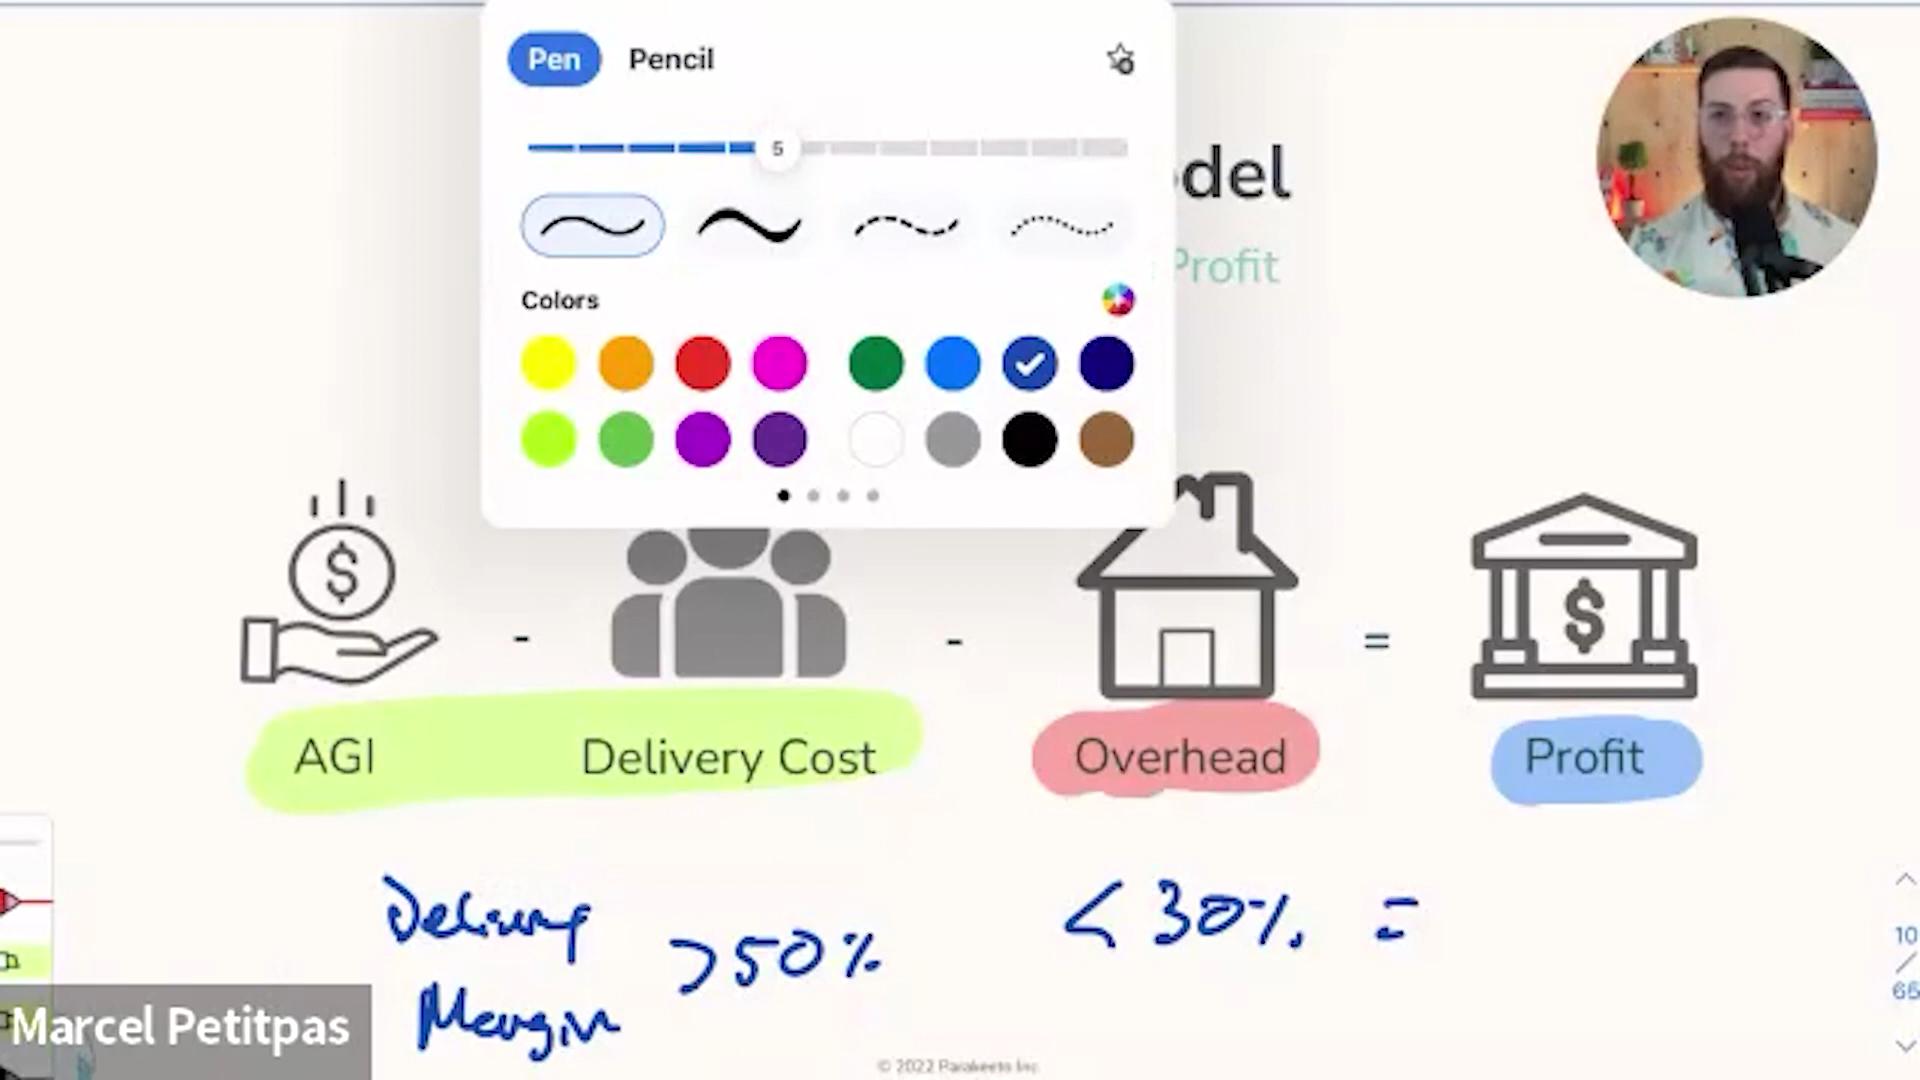 Pen Pencil
5
del
Profit
Colors
$ $
- - =
AGI Delivery Cost Overhead Profit
Delivery >50% <30% =
Margin
10
/
65
Marcel Petitpas
© 2022 Parakeeto Inc.